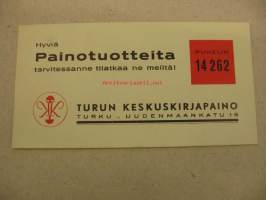 Hyviä
Painotuotteita
tarvitessanne tilatkaa ne meiltä!
PUHELIN
14 262
TURUN KESKUSKIRJAPAINO
TURKU - UUDENMAANKATU 16